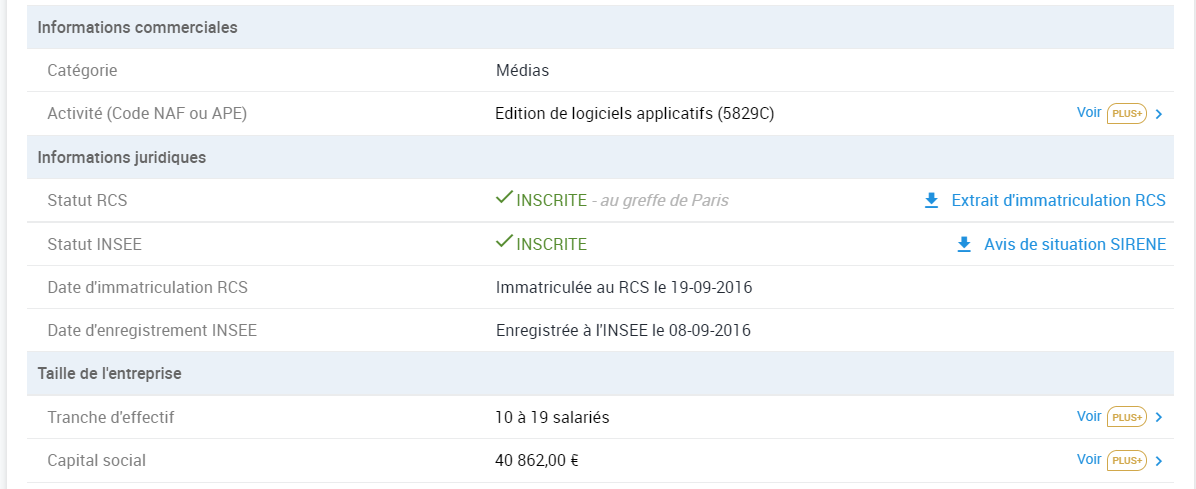 Informations commerciales
Catégorie Médias
Activité (Code NAF ou APE) Edition de logiciels applicatifs (5829C) Voir PLUS+
Informations juridiques
Statut RCS INSCRITE - au greffe de Paris Extrait d'immatriculation RCS
Statut INSEE INSCRITE Avis de situation SIRENE
Date d'immatriculation RCS Immatriculée au RCS le 19-09-2016
Date d'enregistrement INSEE Enregistrée à l'INSEE le 08-09-2016
Taille de l'entreprise
Tranche d'effectif 10 à 19 salariés Voir PLUS+
Capital social 40 862,00 € Voir PLUS+